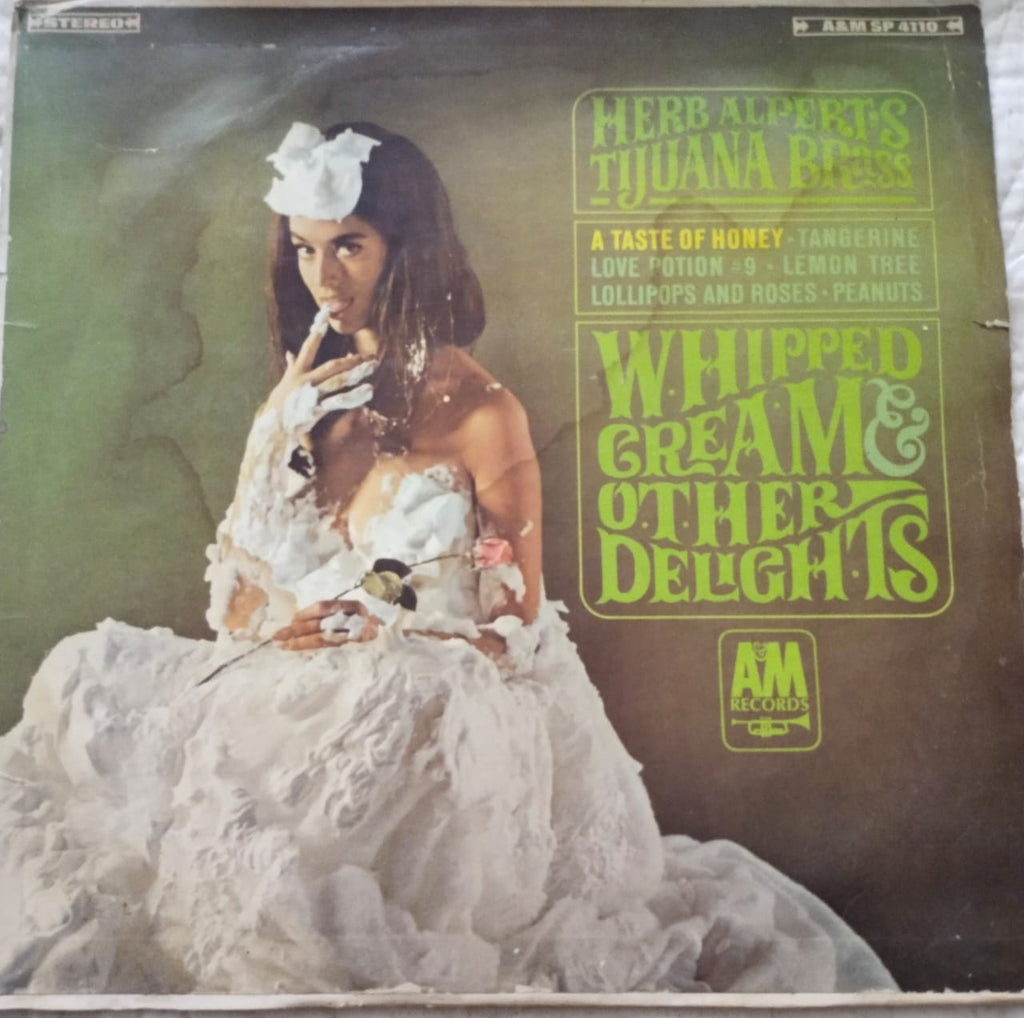 STEREO
A&M SP 4110
HERB ALPERT'S
TIJUANA BRASS
A TASTE OF HONEY · TANGERINE
LOVE POTION #9 · LEMON TREE
LOLLIPOPS AND ROSES · PEANUTS
WHIPPED
CREAM &
OTHER
DELIGHTS
A&M
RECORDS